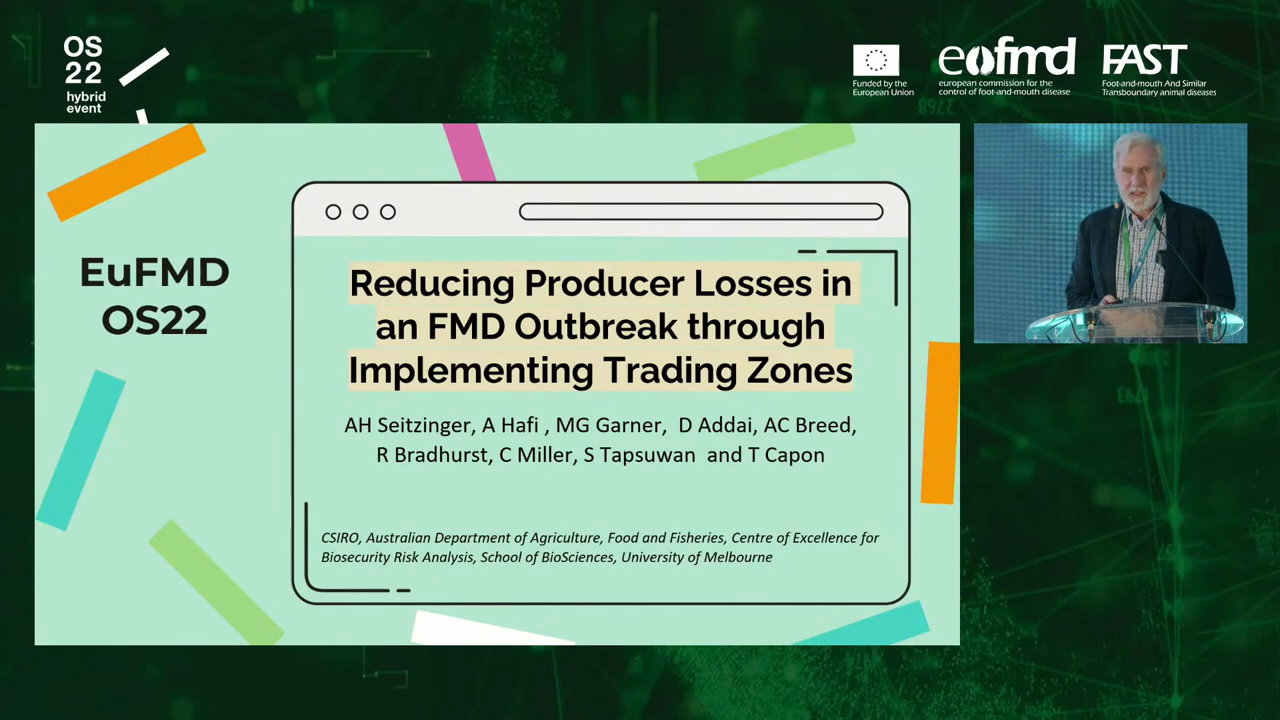 OS
22
hybrid
event
Funded by the
European Union
eofmd
european commission for the
control of foot-and-mouth disease
FAST
Foot-and-mouth And Similar
Transboundary animal diseases
EuFMD
OS22
Reducing Producer Losses in
an FMD Outbreak through
Implementing Trading Zones
AH Seitzinger, A Hafi , MG Garner, D Addai, AC Breed,
R Bradhurst, C Miller, S Tapsuwan and T Capon
CSIRO, Australian Department of Agriculture, Food and Fisheries, Centre of Excellence for
Biosecurity Risk Analysis, School of BioSciences, University of Melbourne